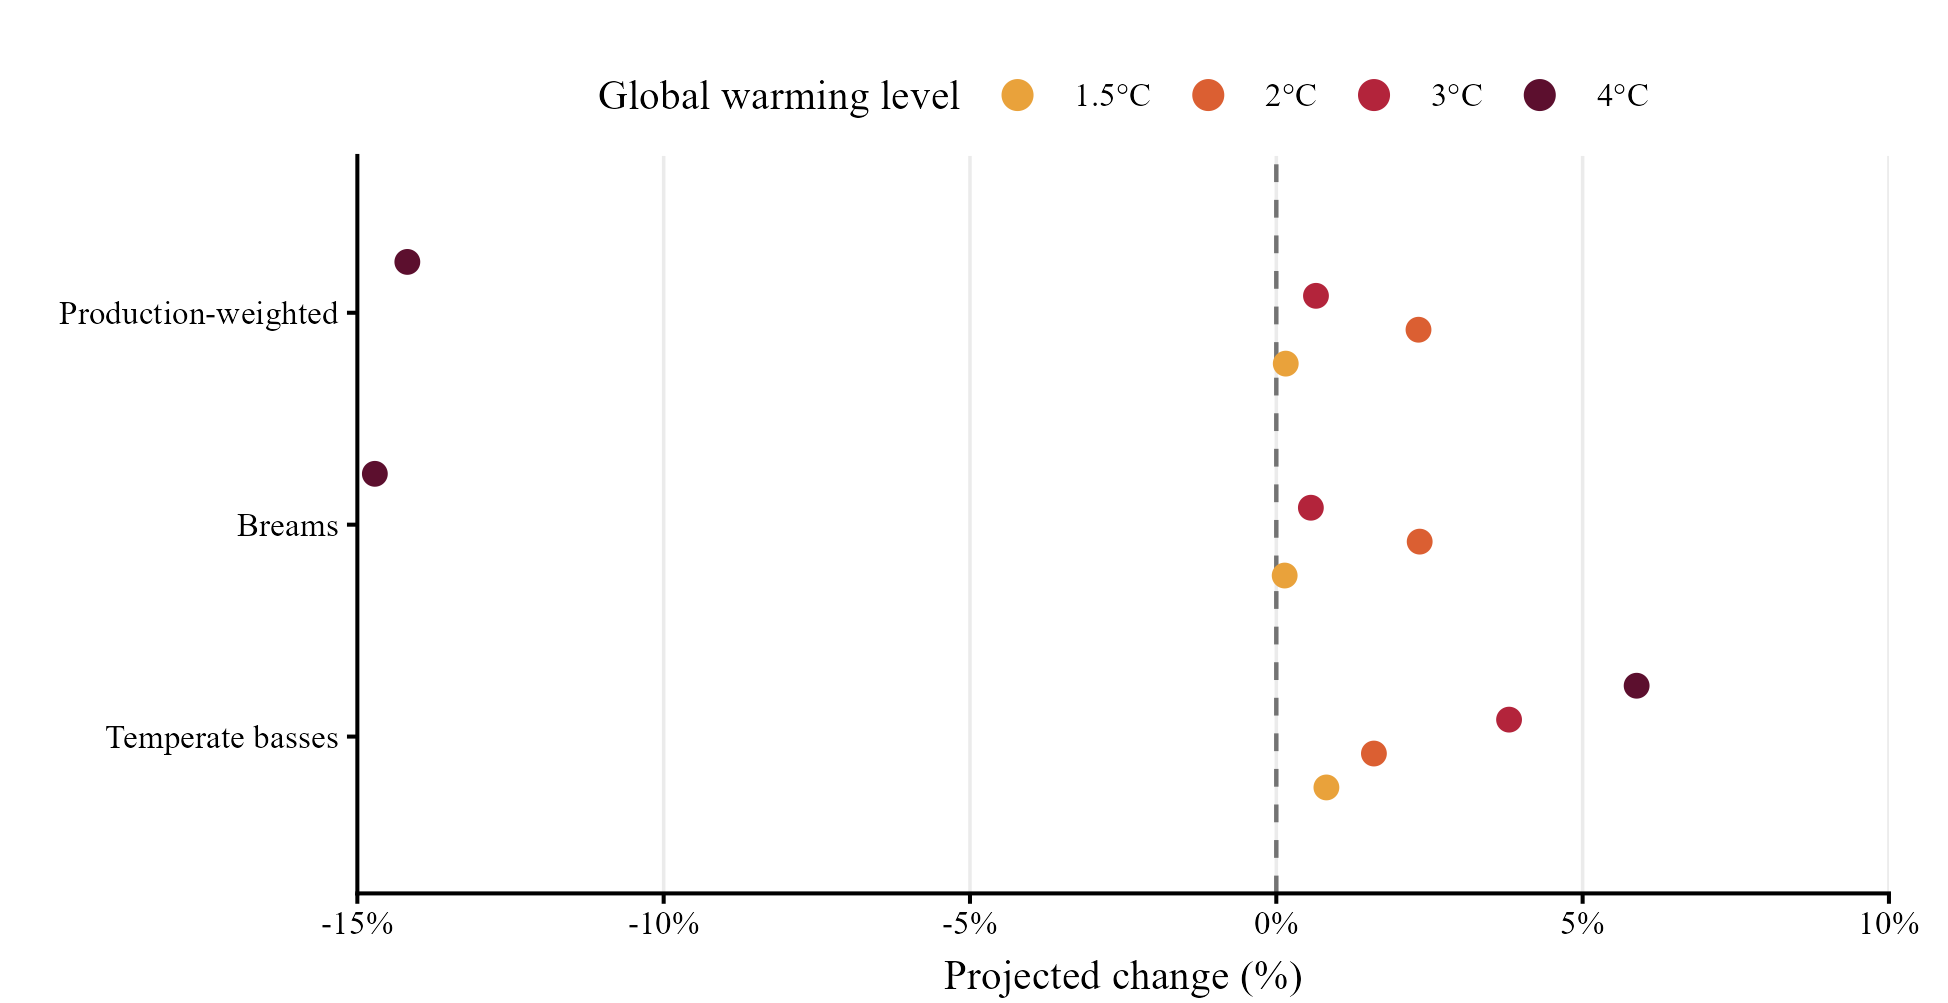 Global warming level 1.5°C 2°C 3°C 4°C
Production-weighted
Breams
Temperate basses
-15% -10% -5% 0% 5% 10%
Projected change (%)